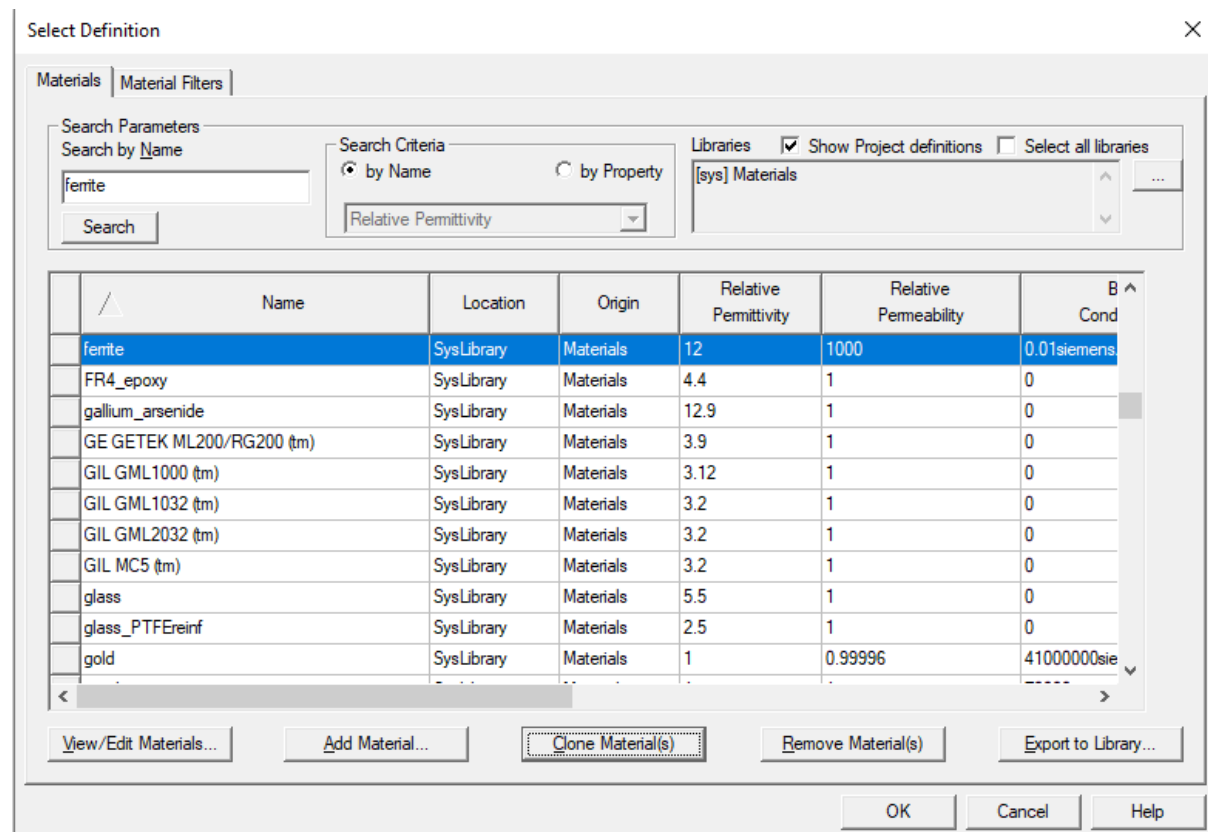 Select Definition
Materials
Material Filters
Search Parameters
Search by Name
ferrite
Search
Search Criteria
by Name
by Property
Relative Permittivity
Libraries
Show Project definitions
Select all libraries
[sys] Materials
...
Name Location Origin Relative Permittivity Relative Permeability B Cond
ferrite SysLibrary Materials 12 1000 0.01siemens.
FR4_epoxy SysLibrary Materials 4.4 1 0
gallium_arsenide SysLibrary Materials 12.9 1 0
GE GETEK ML200/RG200 (tm) SysLibrary Materials 3.9 1 0
GIL GML1000 (tm) SysLibrary Materials 3.12 1 0
GIL GML1032 (tm) SysLibrary Materials 3.2 1 0
GIL GML2032 (tm) SysLibrary Materials 3.2 1 0
GIL MC5 (tm) SysLibrary Materials 3.2 1 0
glass SysLibrary Materials 5.5 1 0
glass_PTFEreinf SysLibrary Materials 2.5 1 0
gold SysLibrary Materials 1 0.99996 41000000sie
View/Edit Materials...
Add Material...
Clone Material(s)
Remove Material(s)
Export to Library...
OK
Cancel
Help